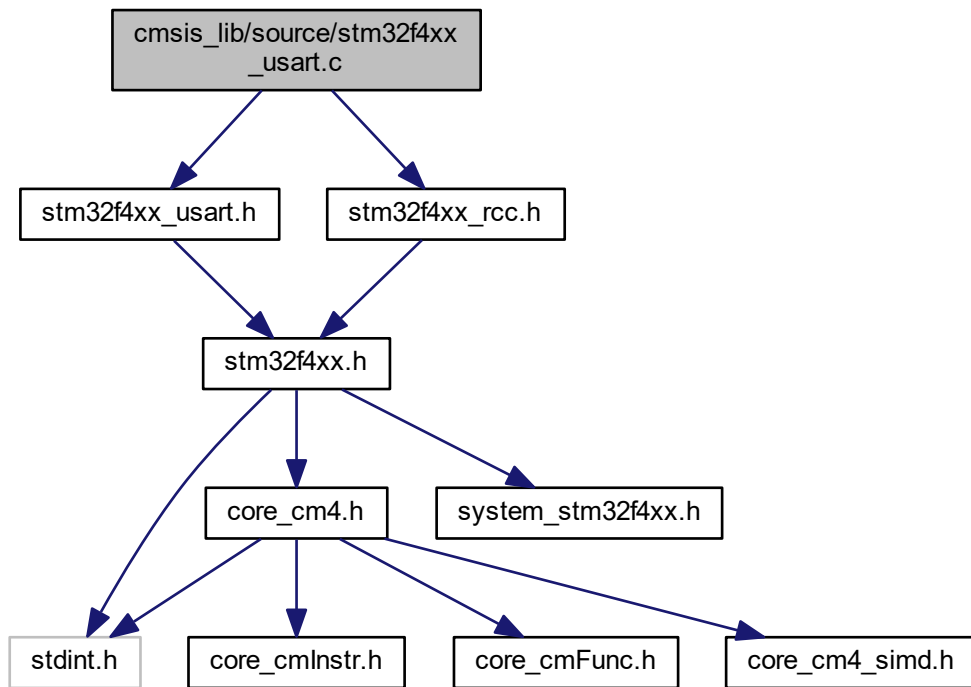 cmsis_lib/source/stm32f4xx
_usart.c
stm32f4xx_usart.h
stm32f4xx_rcc.h
stm32f4xx.h
core_cm4.h
system_stm32f4xx.h
stdint.h
core_cmInstr.h
core_cmFunc.h
core_cm4_simd.h